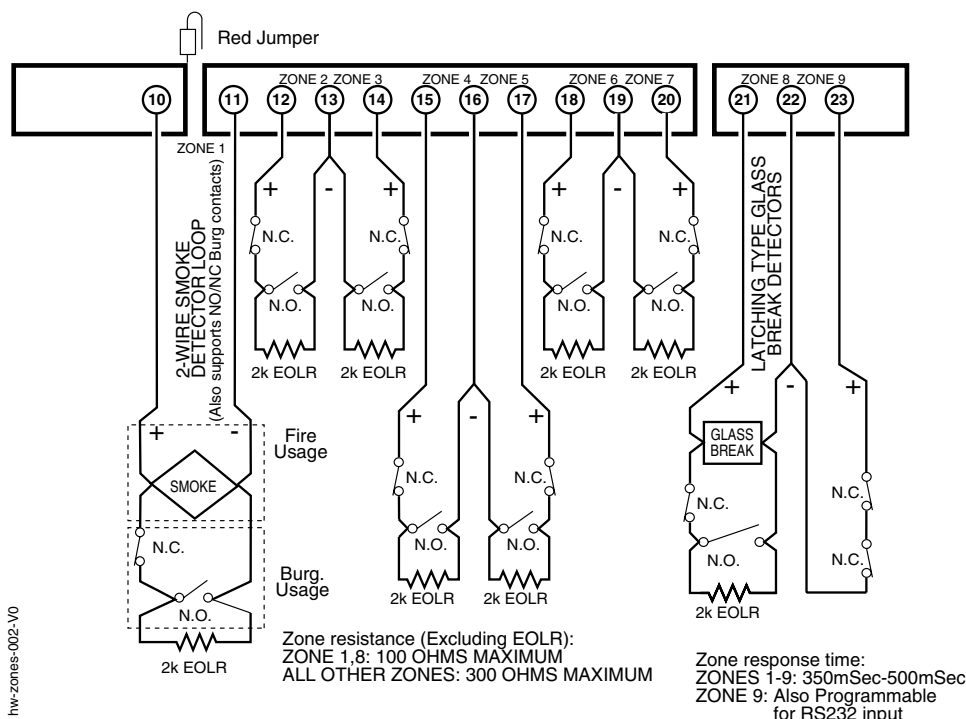 Red Jumper
ZONE 2 ZONE 3 ZONE 4 ZONE 5 ZONE 6 ZONE 7 ZONE 8 ZONE 9
10 11 12 13 14 15 16 17 18 19 20 21 22 23
ZONE 1
2-WIRE SMOKE
DETECTOR LOOP
(Also supports NO/NC Burg contacts)
+ - + + - +
N.C. N.C. N.C. N.C.
N.O. N.O. N.O. N.O.
2k EOLR 2k EOLR 2k EOLR 2k EOLR
LATCHING TYPE GLASS
BREAK DETECTORS
+ - + + - +
N.C. N.C.
N.O. N.O.
2k EOLR 2k EOLR
+ -
Fire
Usage
SMOKE
N.C.
Burg.
Usage
N.O.
2k EOLR
GLASS
BREAK
N.C. N.C.
N.O. N.C.
2k EOLR
Zone resistance (Excluding EOLR):
ZONE 1,8: 100 OHMS MAXIMUM
ALL OTHER ZONES: 300 OHMS MAXIMUM
Zone response time:
ZONES 1-9: 350mSec-500mSec
ZONE 9: Also Programmable
for RS232 input
hw-zones-002-V0